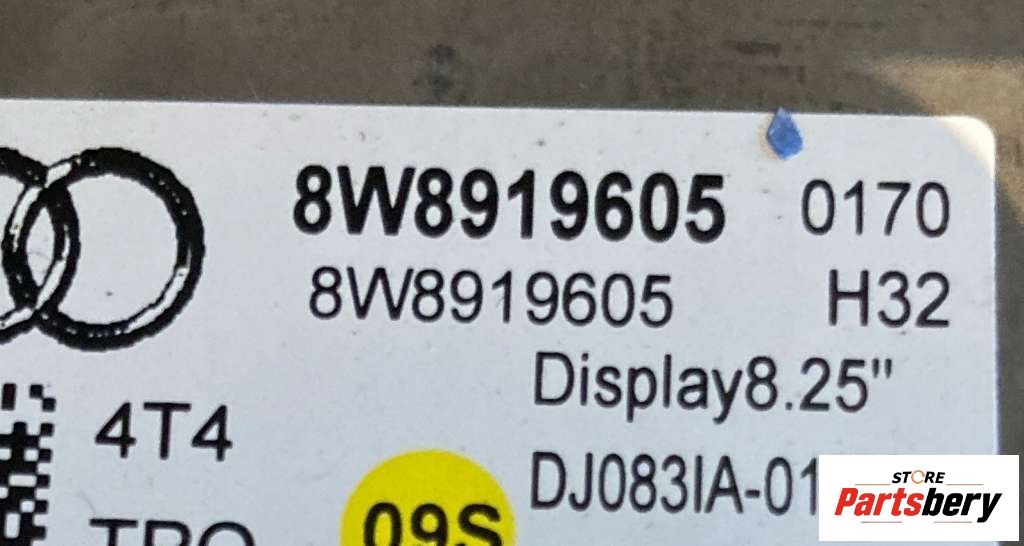 8W8919605 0170
8W8919605 H32
Display8.25"
4T4
DJ083IA-01
09S
STORE
Partsbery